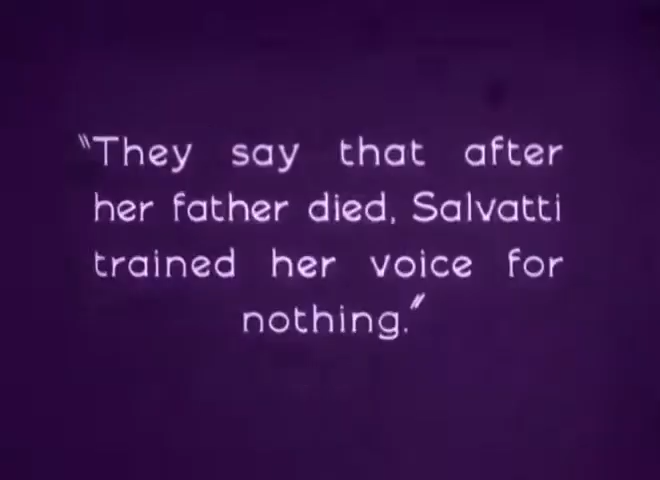 "They say that after
her father died, Salvatti
trained her voice for
nothing."